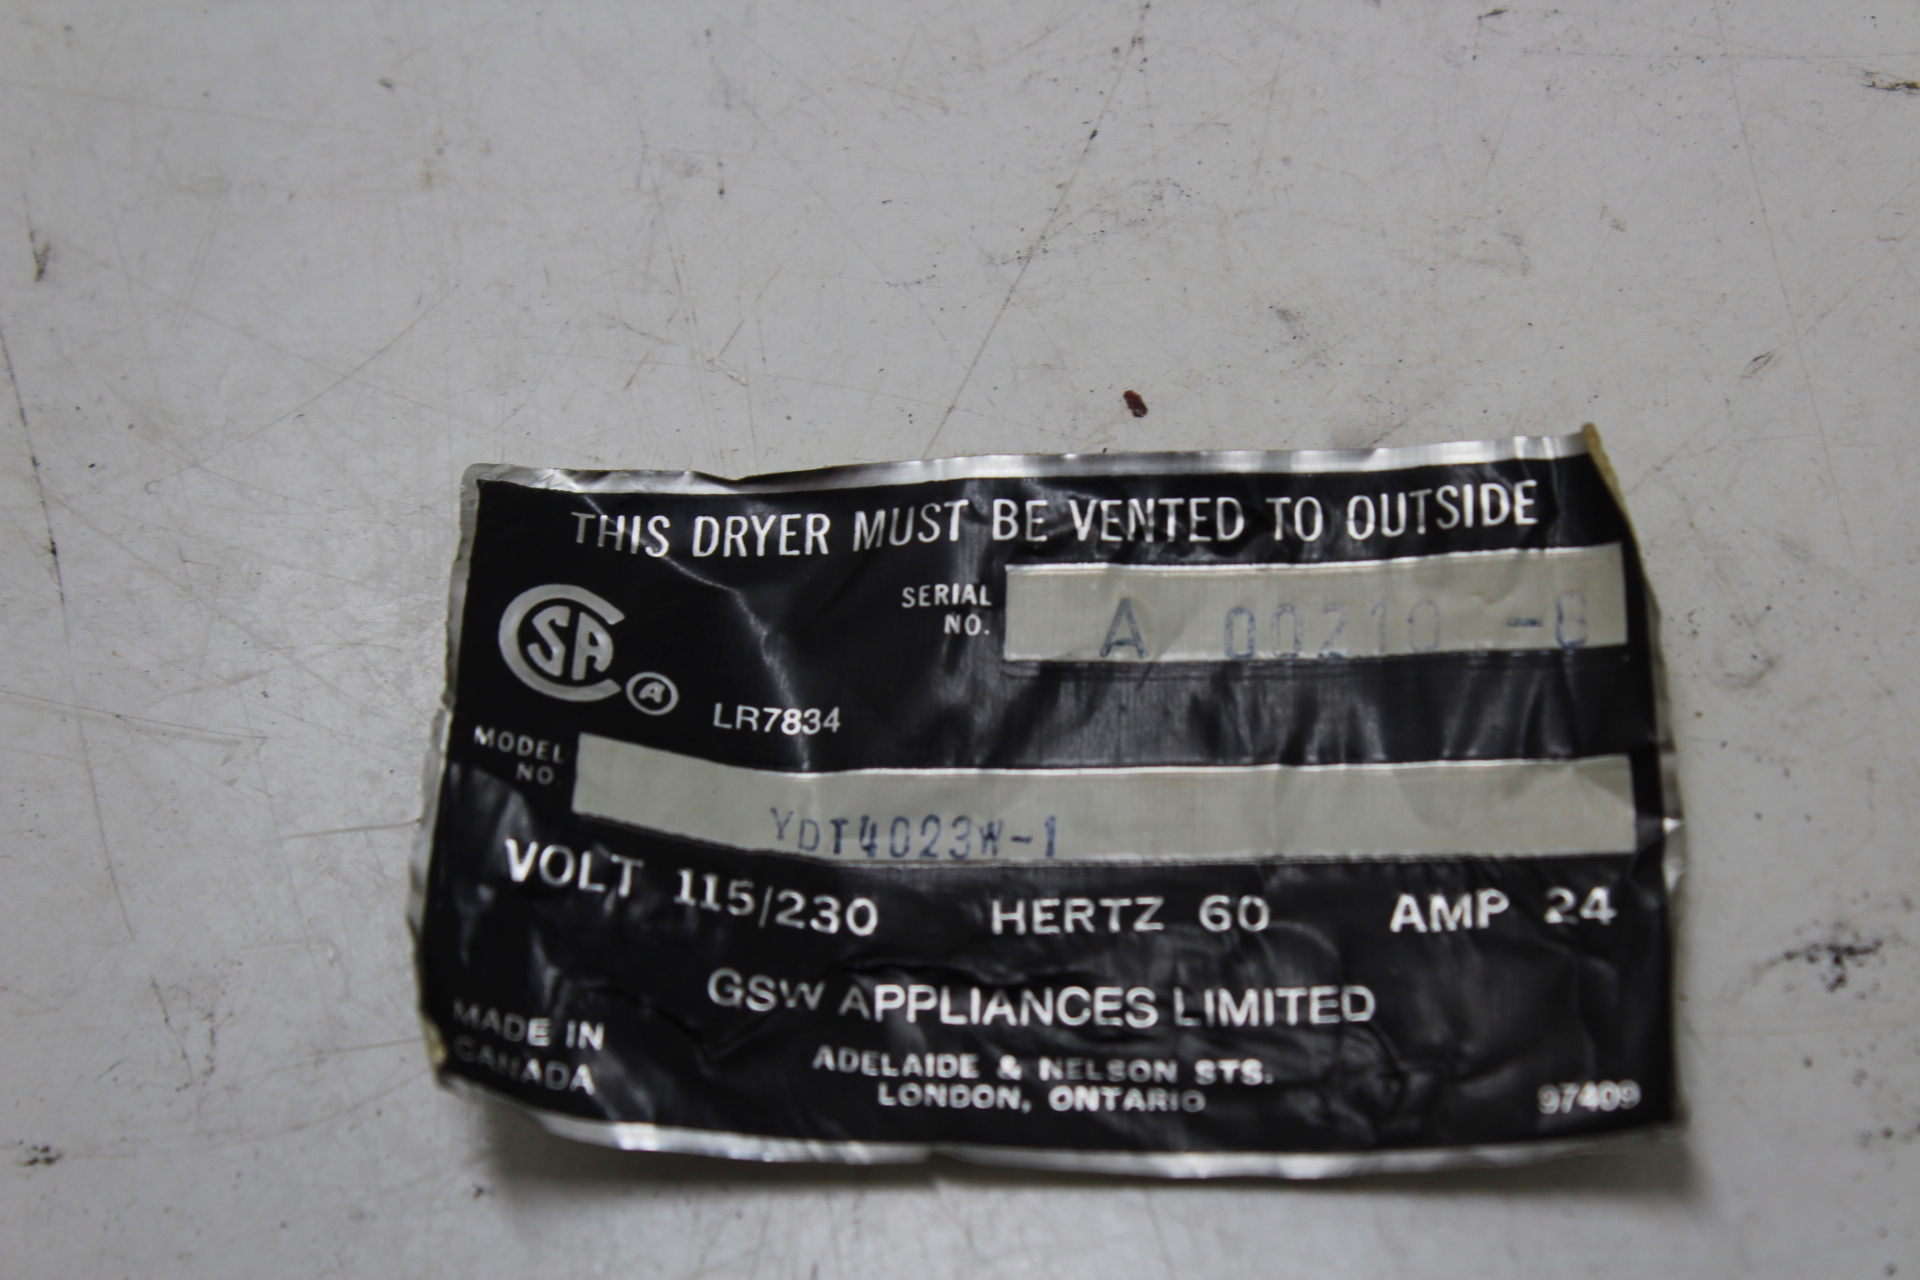 THIS DRYER MUST BE VENTED TO OUTSIDE
SERIAL NO. A 00210
CSA A LR7834
MODEL NO. YDT4023W-1
VOLT 115/230 HERTZ 60 AMP 24
GSW APPLIANCES LIMITED
MADE IN CANADA
ADELAIDE & NELSON STS.
LONDON, ONTARIO
97409